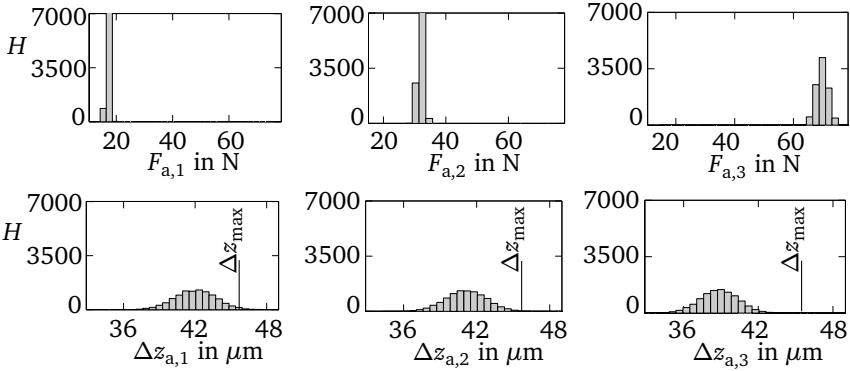 7000 7000 7000
H
3500 3500 3500
0 0 0
20 40 60 20 40 60 20 40 60
F_a,1 in N F_a,2 in N F_a,3 in N
7000 7000 7000
H Δz_max Δz_max Δz_max
3500 3500 3500
0 0 0
36 42 48 36 42 48 36 42 48
Δz_a,1 in μm Δz_a,2 in μm Δz_a,3 in μm